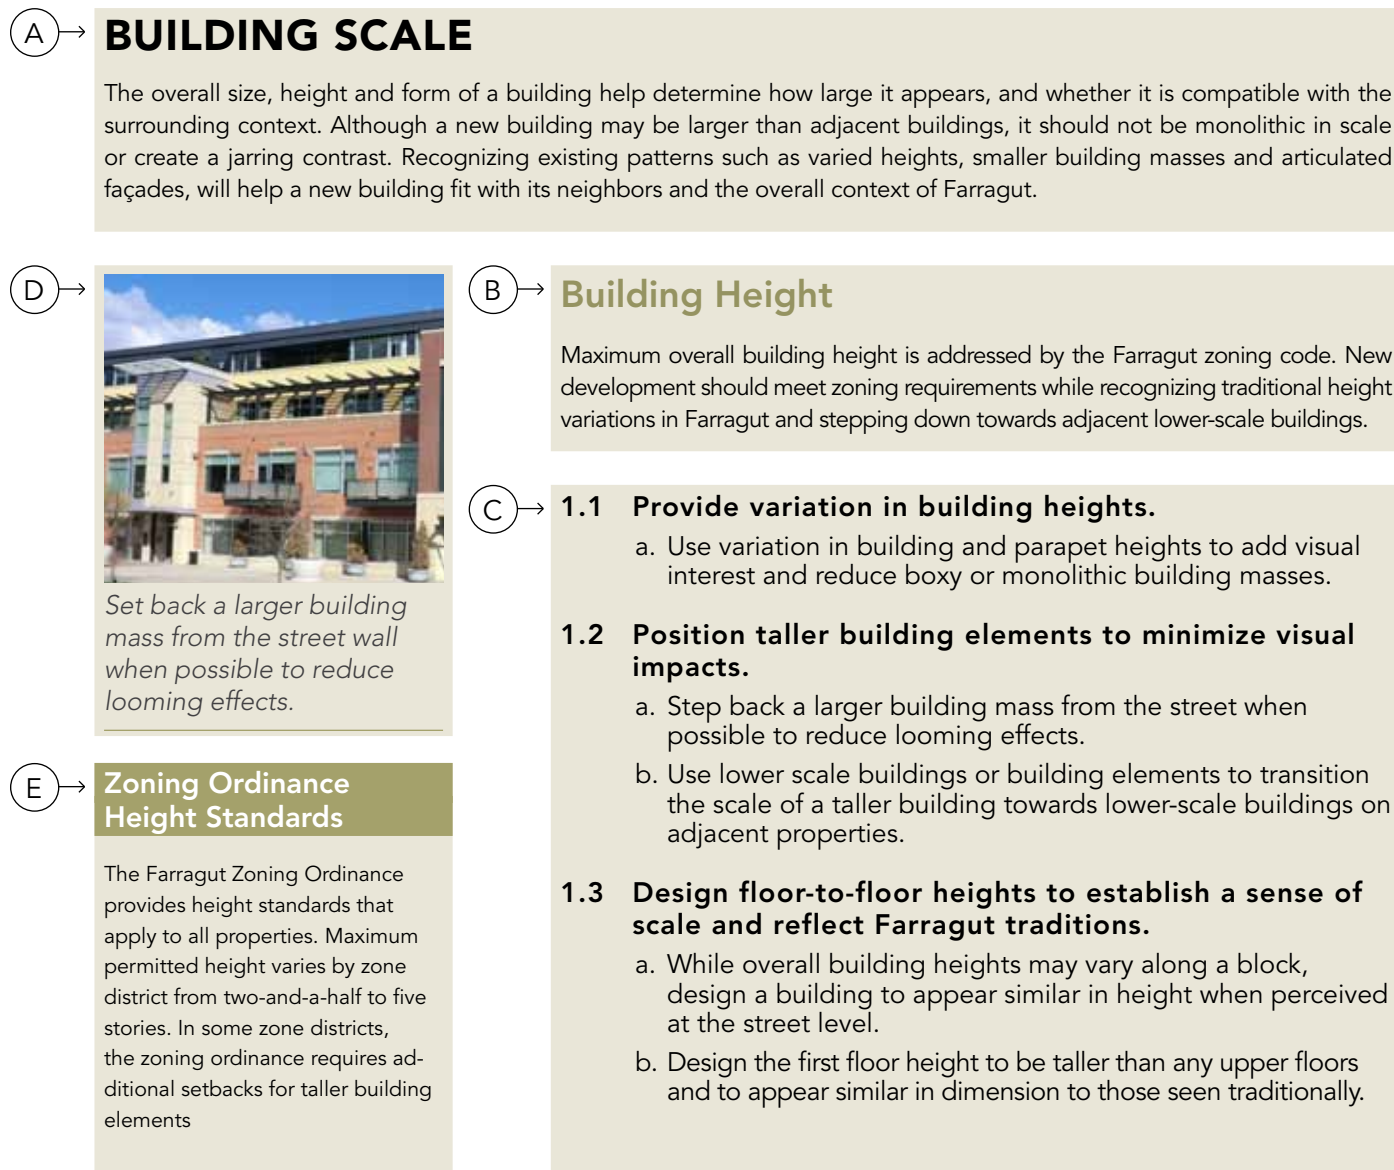 A
BUILDING SCALE
The overall size, height and form of a building help determine how large it appears, and whether it is compatible with the
surrounding context. Although a new building may be larger than adjacent buildings, it should not be monolithic in scale
or create a jarring contrast. Recognizing existing patterns such as varied heights, smaller building masses and articulated
façades, will help a new building fit with its neighbors and the overall context of Farragut.
D
Set back a larger building
mass from the street wall
when possible to reduce
looming effects.
E
Zoning Ordinance
Height Standards
The Farragut Zoning Ordinance
provides height standards that
apply to all properties. Maximum
permitted height varies by zone
district from two-and-a-half to five
stories. In some zone districts,
the zoning ordinance requires ad-
ditional setbacks for taller building
elements
B
Building Height
Maximum overall building height is addressed by the Farragut zoning code. New
development should meet zoning requirements while recognizing traditional height
variations in Farragut and stepping down towards adjacent lower-scale buildings.
C
1.1 Provide variation in building heights.
a. Use variation in building and parapet heights to add visual
interest and reduce boxy or monolithic building masses.
1.2 Position taller building elements to minimize visual
impacts.
a. Step back a larger building mass from the street when
possible to reduce looming effects.
b. Use lower scale buildings or building elements to transition
the scale of a taller building towards lower-scale buildings on
adjacent properties.
1.3 Design floor-to-floor heights to establish a sense of
scale and reflect Farragut traditions.
a. While overall building heights may vary along a block,
design a building to appear similar in height when perceived
at the street level.
b. Design the first floor height to be taller than any upper floors
and to appear similar in dimension to those seen traditionally.